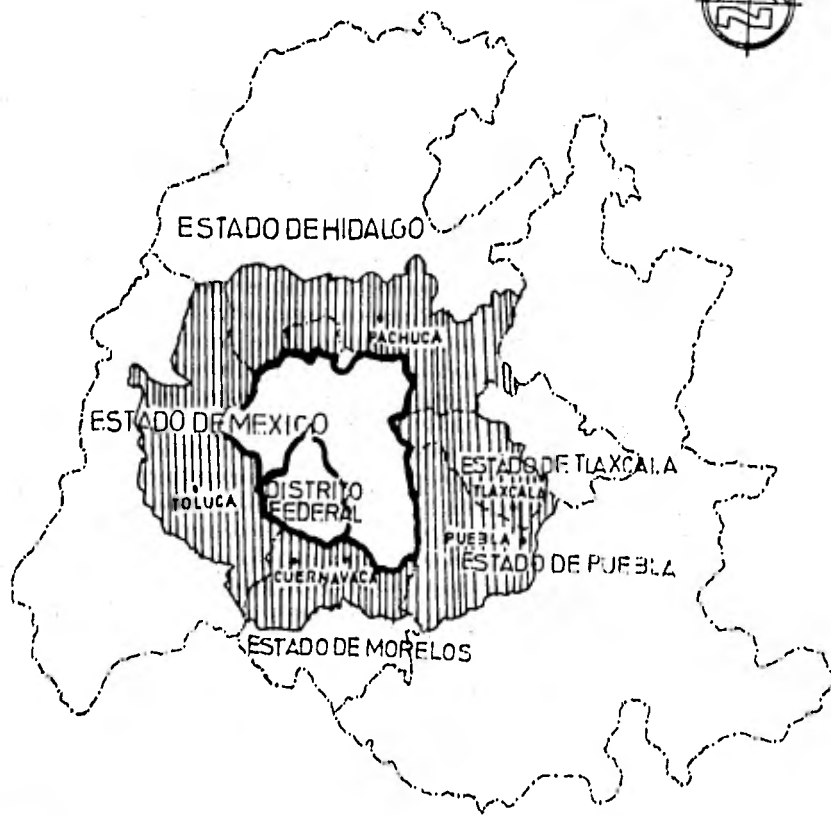 ESTADO DE HIDALGO
PACHUCA
ESTADO DE MEXICO
ESTADO DE TLAXCALA
TLAXCALA
TOLUCA
DISTRITO
FEDERAL
PUEBLA
ESTADO DE PUEBLA
CUERNAVACA
ESTADO DE MORELOS